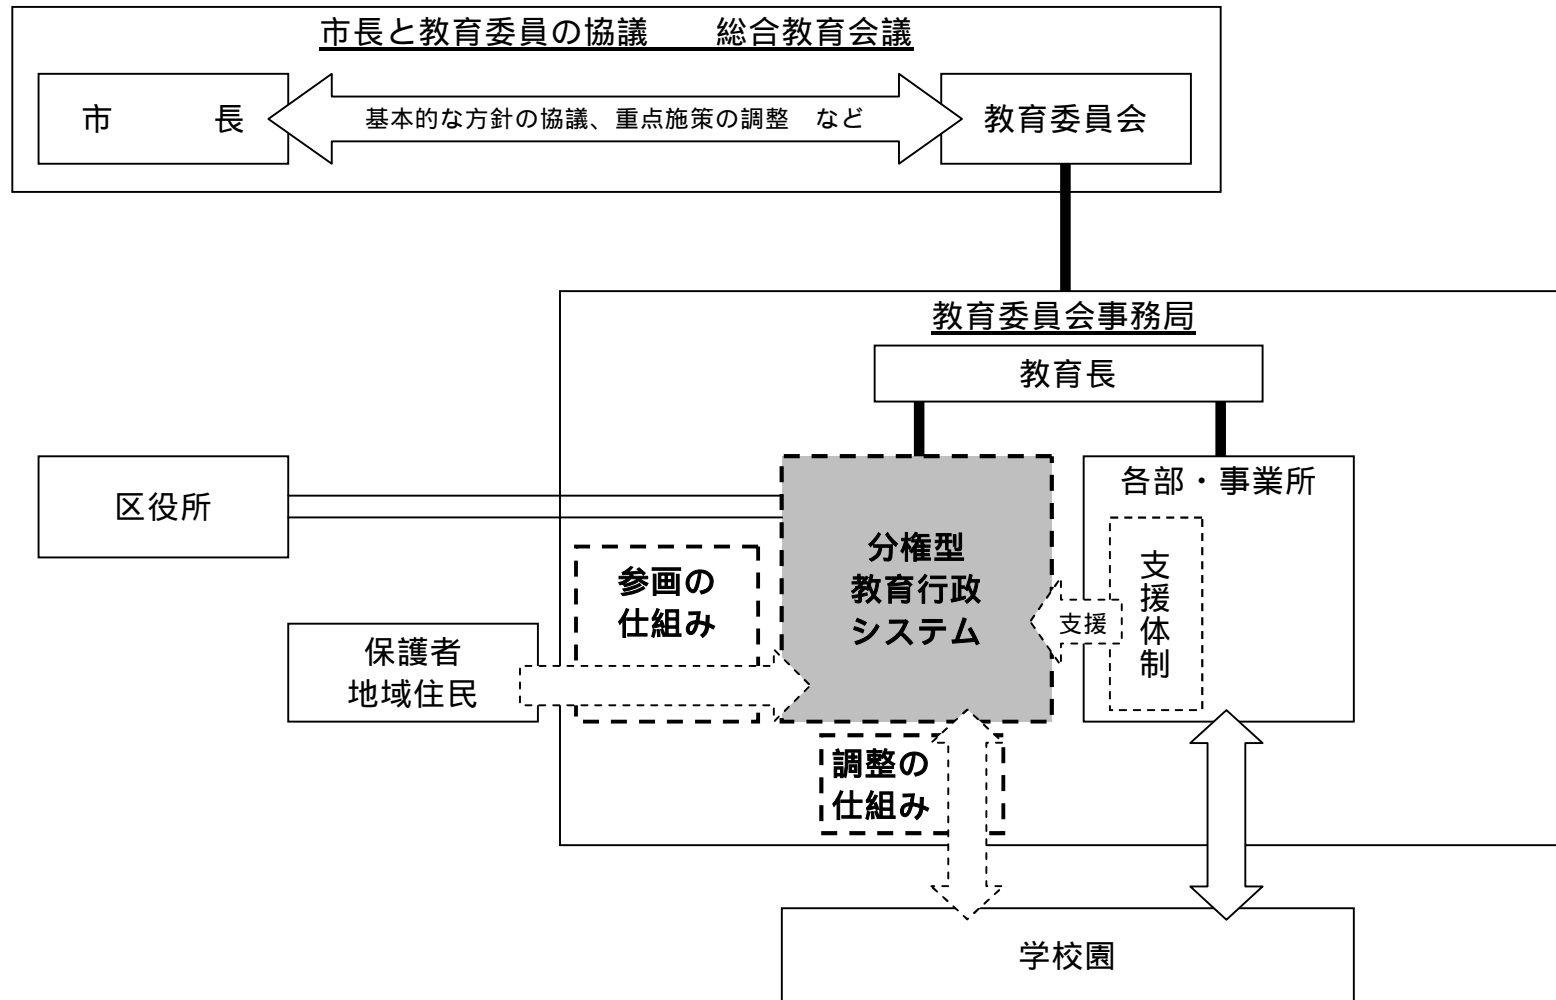 市長と教育委員の協議　　総合教育会議
市　　　長
基本的な方針の協議、重点施策の調整　など
教育委員会
教育委員会事務局
教育長
区役所
各部・事業所
分権型
教育行政
システム
支援
支援体制
参画の
仕組み
保護者
地域住民
調整の
仕組み
学校園